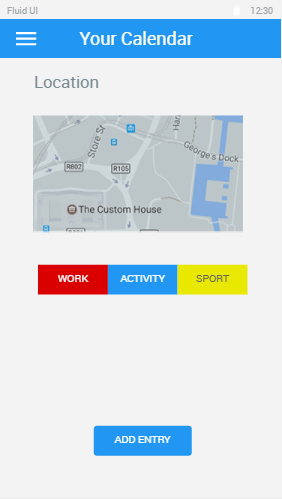 Fluid UI 12:30
Your Calendar
Location
Store St
George's Dock
R802
R105
The Custom House
WORK ACTIVITY SPORT
ADD ENTRY